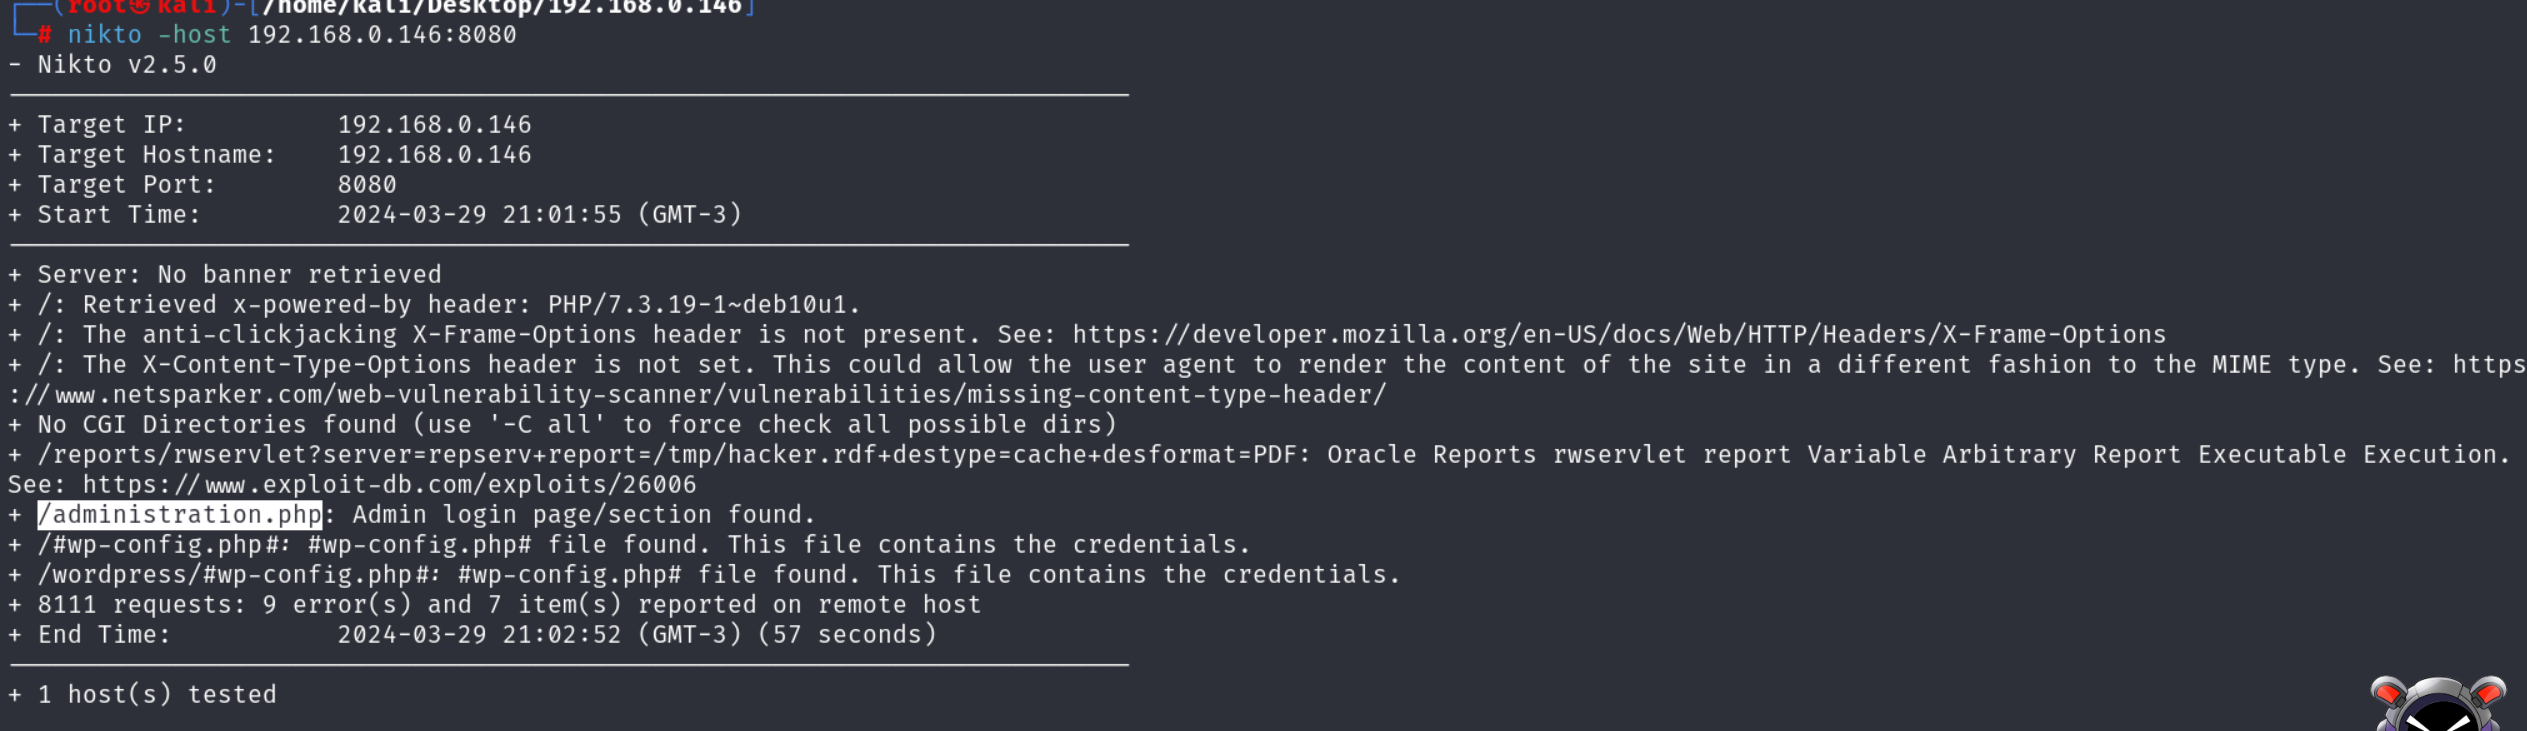 ┌──(root㉿kali)-[/home/kali/Desktop/192.168.0.146]
└─# nikto -host 192.168.0.146:8080
- Nikto v2.5.0
+ Target IP: 192.168.0.146
+ Target Hostname: 192.168.0.146
+ Target Port: 8080
+ Start Time: 2024-03-29 21:01:55 (GMT-3)
+ Server: No banner retrieved
+ /: Retrieved x-powered-by header: PHP/7.3.19-1~deb10u1.
+ /: The anti-clickjacking X-Frame-Options header is not present. See: https://developer.mozilla.org/en-US/docs/Web/HTTP/Headers/X-Frame-Options
+ /: The X-Content-Type-Options header is not set. This could allow the user agent to render the content of the site in a different fashion to the MIME type. See: https
://www.netsparker.com/web-vulnerability-scanner/vulnerabilities/missing-content-type-header/
+ No CGI Directories found (use '-C all' to force check all possible dirs)
+ /reports/rwservlet?server=repserv+report=/tmp/hacker.rdf+destype=cache+desformat=PDF: Oracle Reports rwservlet report Variable Arbitrary Report Executable Execution.
See: https://www.exploit-db.com/exploits/26006
+ /administration.php: Admin login page/section found.
+ /#wp-config.php#: #wp-config.php# file found. This file contains the credentials.
+ /wordpress/#wp-config.php#: #wp-config.php# file found. This file contains the credentials.
+ 8111 requests: 9 error(s) and 7 item(s) reported on remote host
+ End Time: 2024-03-29 21:02:52 (GMT-3) (57 seconds)
+ 1 host(s) tested